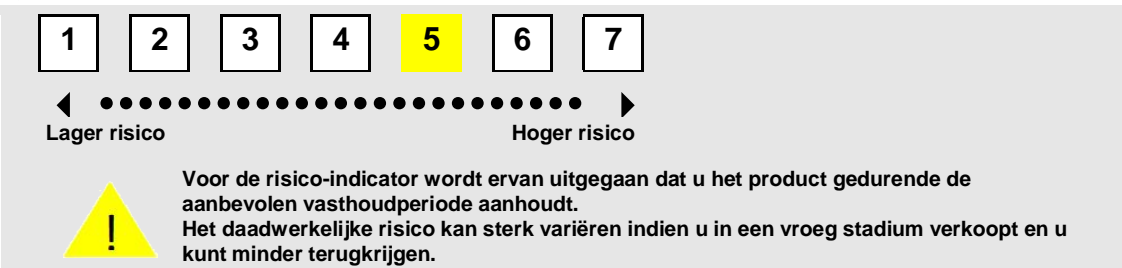 1 2 3 4 5 6 7
Lager risico Hoger risico
! Voor de risico-indicator wordt ervan uitgegaan dat u het product gedurende de
aanbevolen vasthoudperiode aanhoudt.
Het daadwerkelijke risico kan sterk variëren indien u in een vroeg stadium verkoopt en u
kunt minder terugkrijgen.